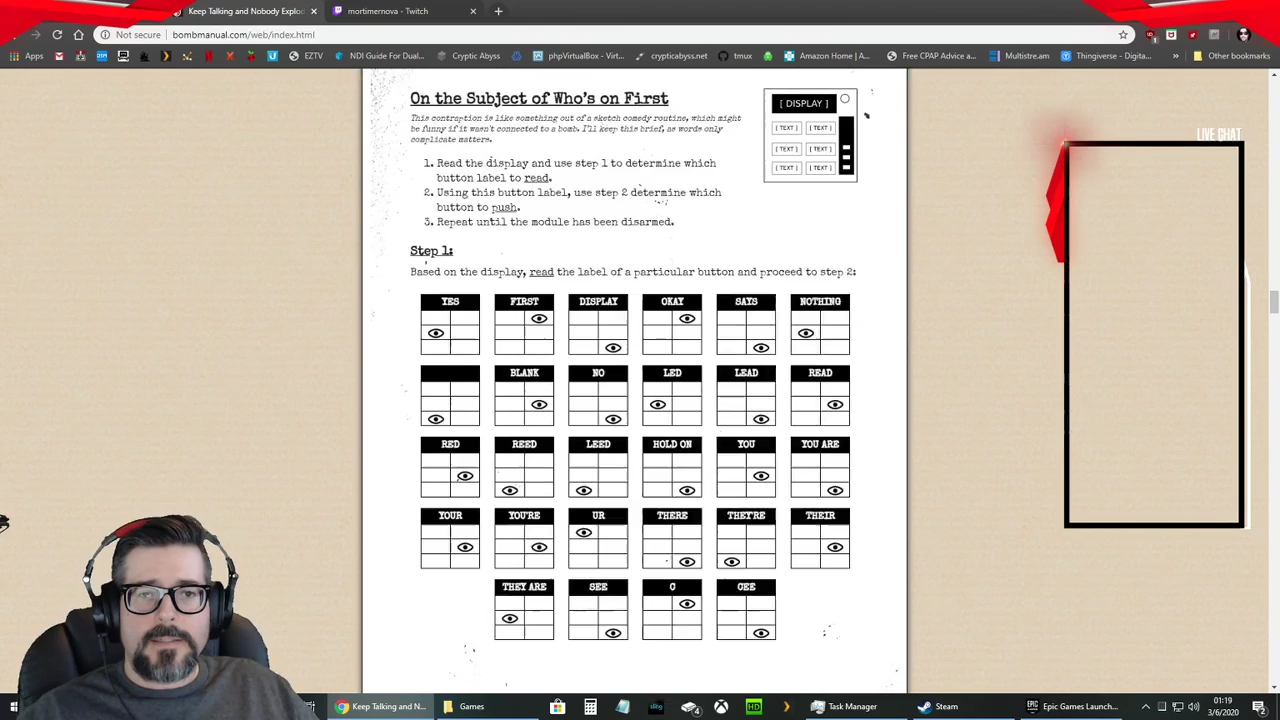 Keep Talking and Nobody Explod
mortimernova - Twitch
Not secure
bombmanual.com/web/index.html
Apps
EZTV
NDI Guide For Dual...
Cryptic Abyss
phpVirtualBox - Virt...
crypticabyss.net
tmux
Amazon Home | A...
Free CPAP Advice a...
Multistre.am
Thingiverse - Digita...
Other bookmarks
On the Subject of Who's on First
This contraption is like something out of a sketch comedy routine, which might
be funny if it wasn't connected to a bomb. I'll keep this brief, as words only
complicate matters.
[ DISPLAY ]
[ TEXT ] [ TEXT ]
[ TEXT ] [ TEXT ]
[ TEXT ] [ TEXT ]
1. Read the display and use step 1 to determine which
button label to read.
2. Using this button label, use step 2 determine which
button to push.
3. Repeat until the module has been disarmed.
Step 1:
Based on the display, read the label of a particular button and proceed to step 2:
YES FIRST DISPLAY OKAY SAYS NOTHING
BLANK NO LED LEAD READ
RED REED LEED HOLD ON YOU YOU ARE
YOUR YOU'RE UR THERE THEY'RE THEIR
THEY ARE SEE C CEE
LIVE CHAT
Keep Talking and N...
Games
sling
4
HD
Task Manager
Steam
Epic Games Launch...
01:19
3/6/2020
2